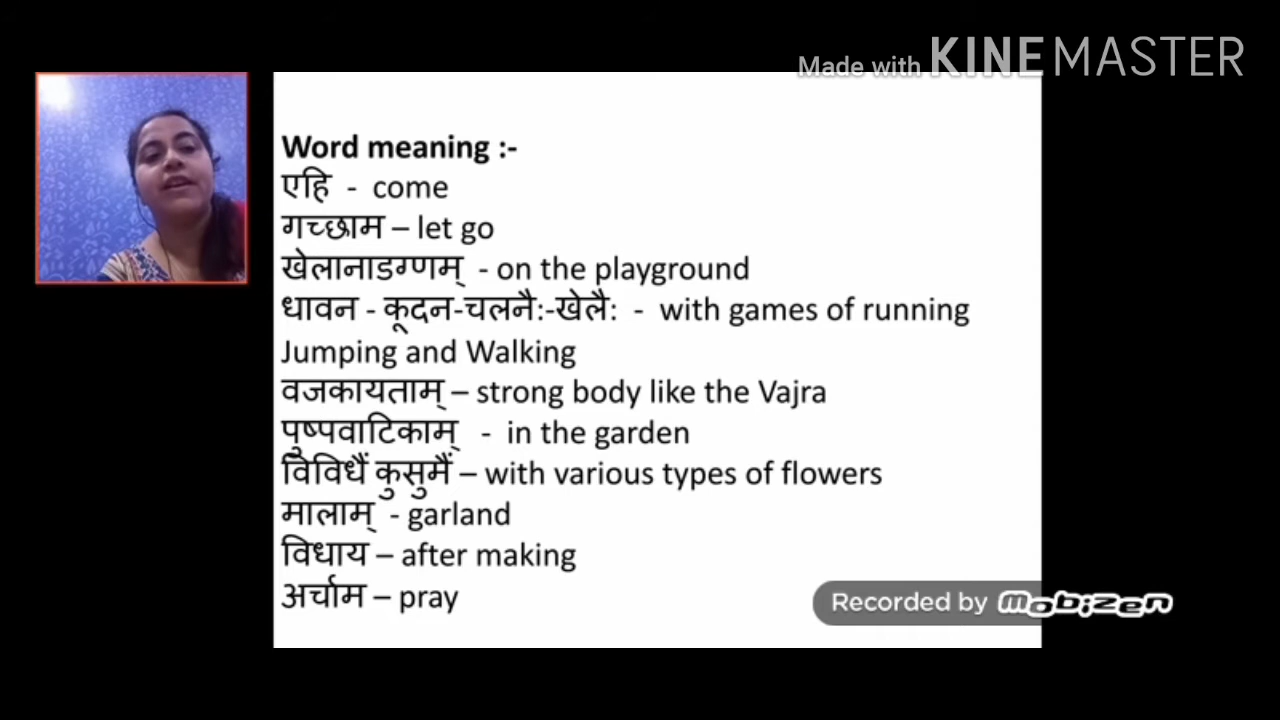 Made with KINEMASTER
Word meaning :-
एहि - come
गच्छाम – let go
खेलानाडग्णम् - on the playground
धावन - कूदन-चलनै:-खेलै: - with games of running
Jumping and Walking
वजकायताम् – strong body like the Vajra
पुष्पवाटिकाम् - in the garden
विविधैं कुसुमैं – with various types of flowers
मालाम् - garland
विधाय – after making
अर्चाम – pray
Recorded by mobizen